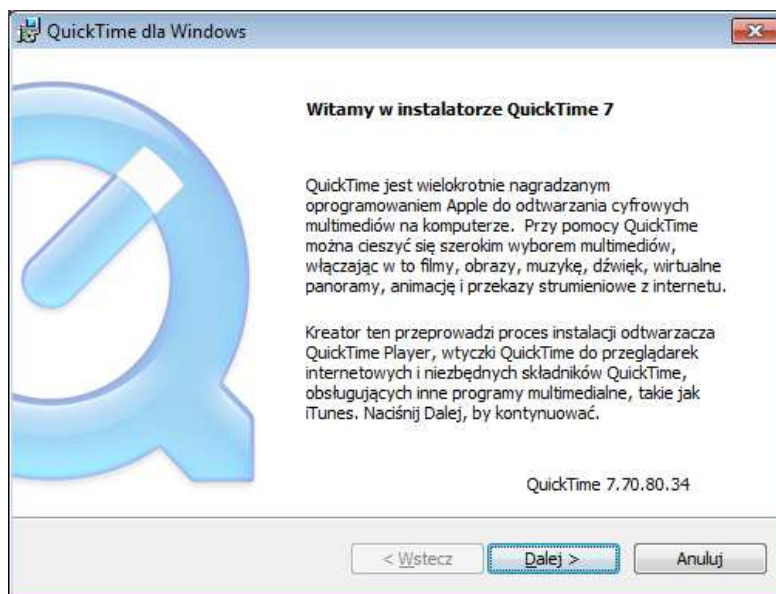 QuickTime dla Windows
Witamy w instalatorze QuickTime 7
QuickTime jest wielokrotnie nagradzanym
oprogramowaniem Apple do odtwarzania cyfrowych
multimediów na komputerze. Przy pomocy QuickTime
można cieszyć się szerokim wyborem multimediów,
włączając w to filmy, obrazy, muzykę, dźwięk, wirtualne
panoramy, animację i przekazy strumieniowe z internetu.
Kreator ten przeprowadzi proces instalacji odtwarzacza
QuickTime Player, wtyczki QuickTime do przeglądarek
internetowych i niezbędnych składników QuickTime,
obsługujących inne programy multimedialne, takie jak
iTunes. Naciśnij Dalej, by kontynuować.
QuickTime 7.70.80.34
< Wstecz
Dalej >
Anuluj